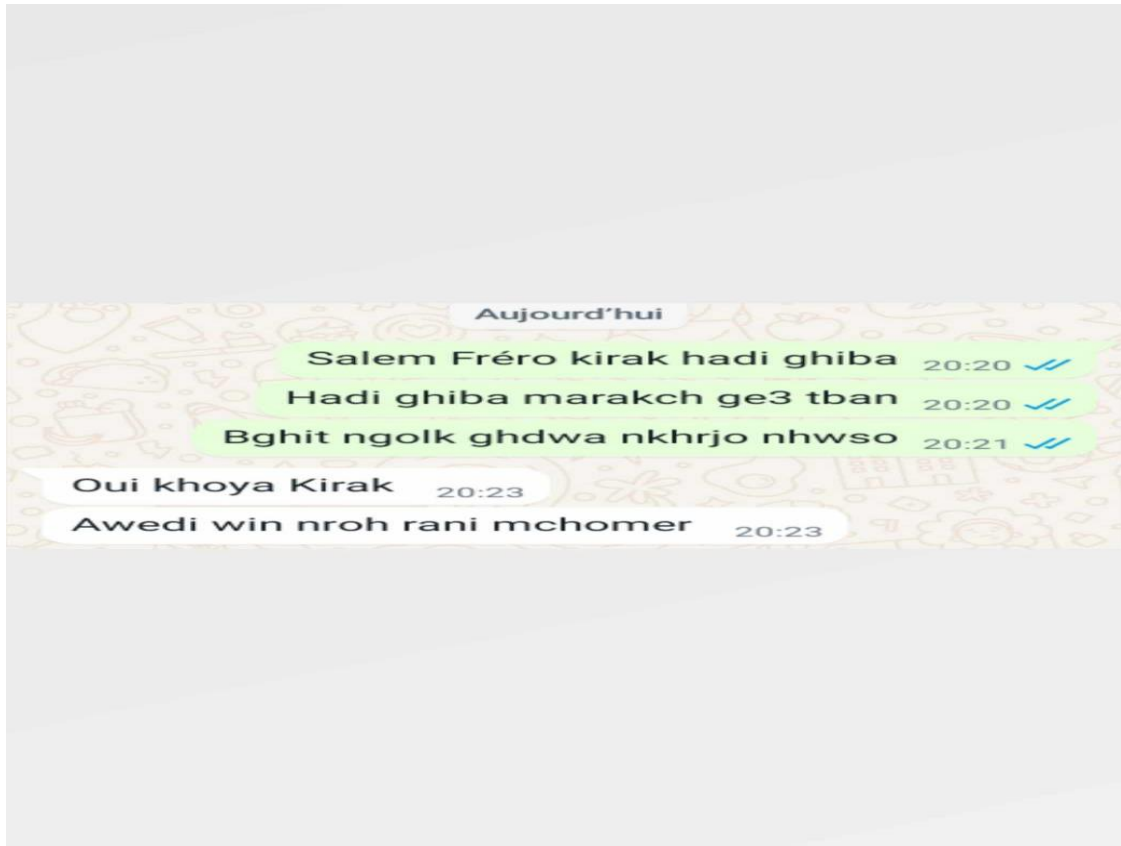 Aujourd'hui
Salem Fréro kirak hadi ghiba 20:20
Hadi ghiba marakch ge3 tban 20:20
Bghit ngolk ghdwa nkhrjo nhwso 20:21
Oui khoya Kirak 20:23
Awedi win nroh rani mchomer 20:23